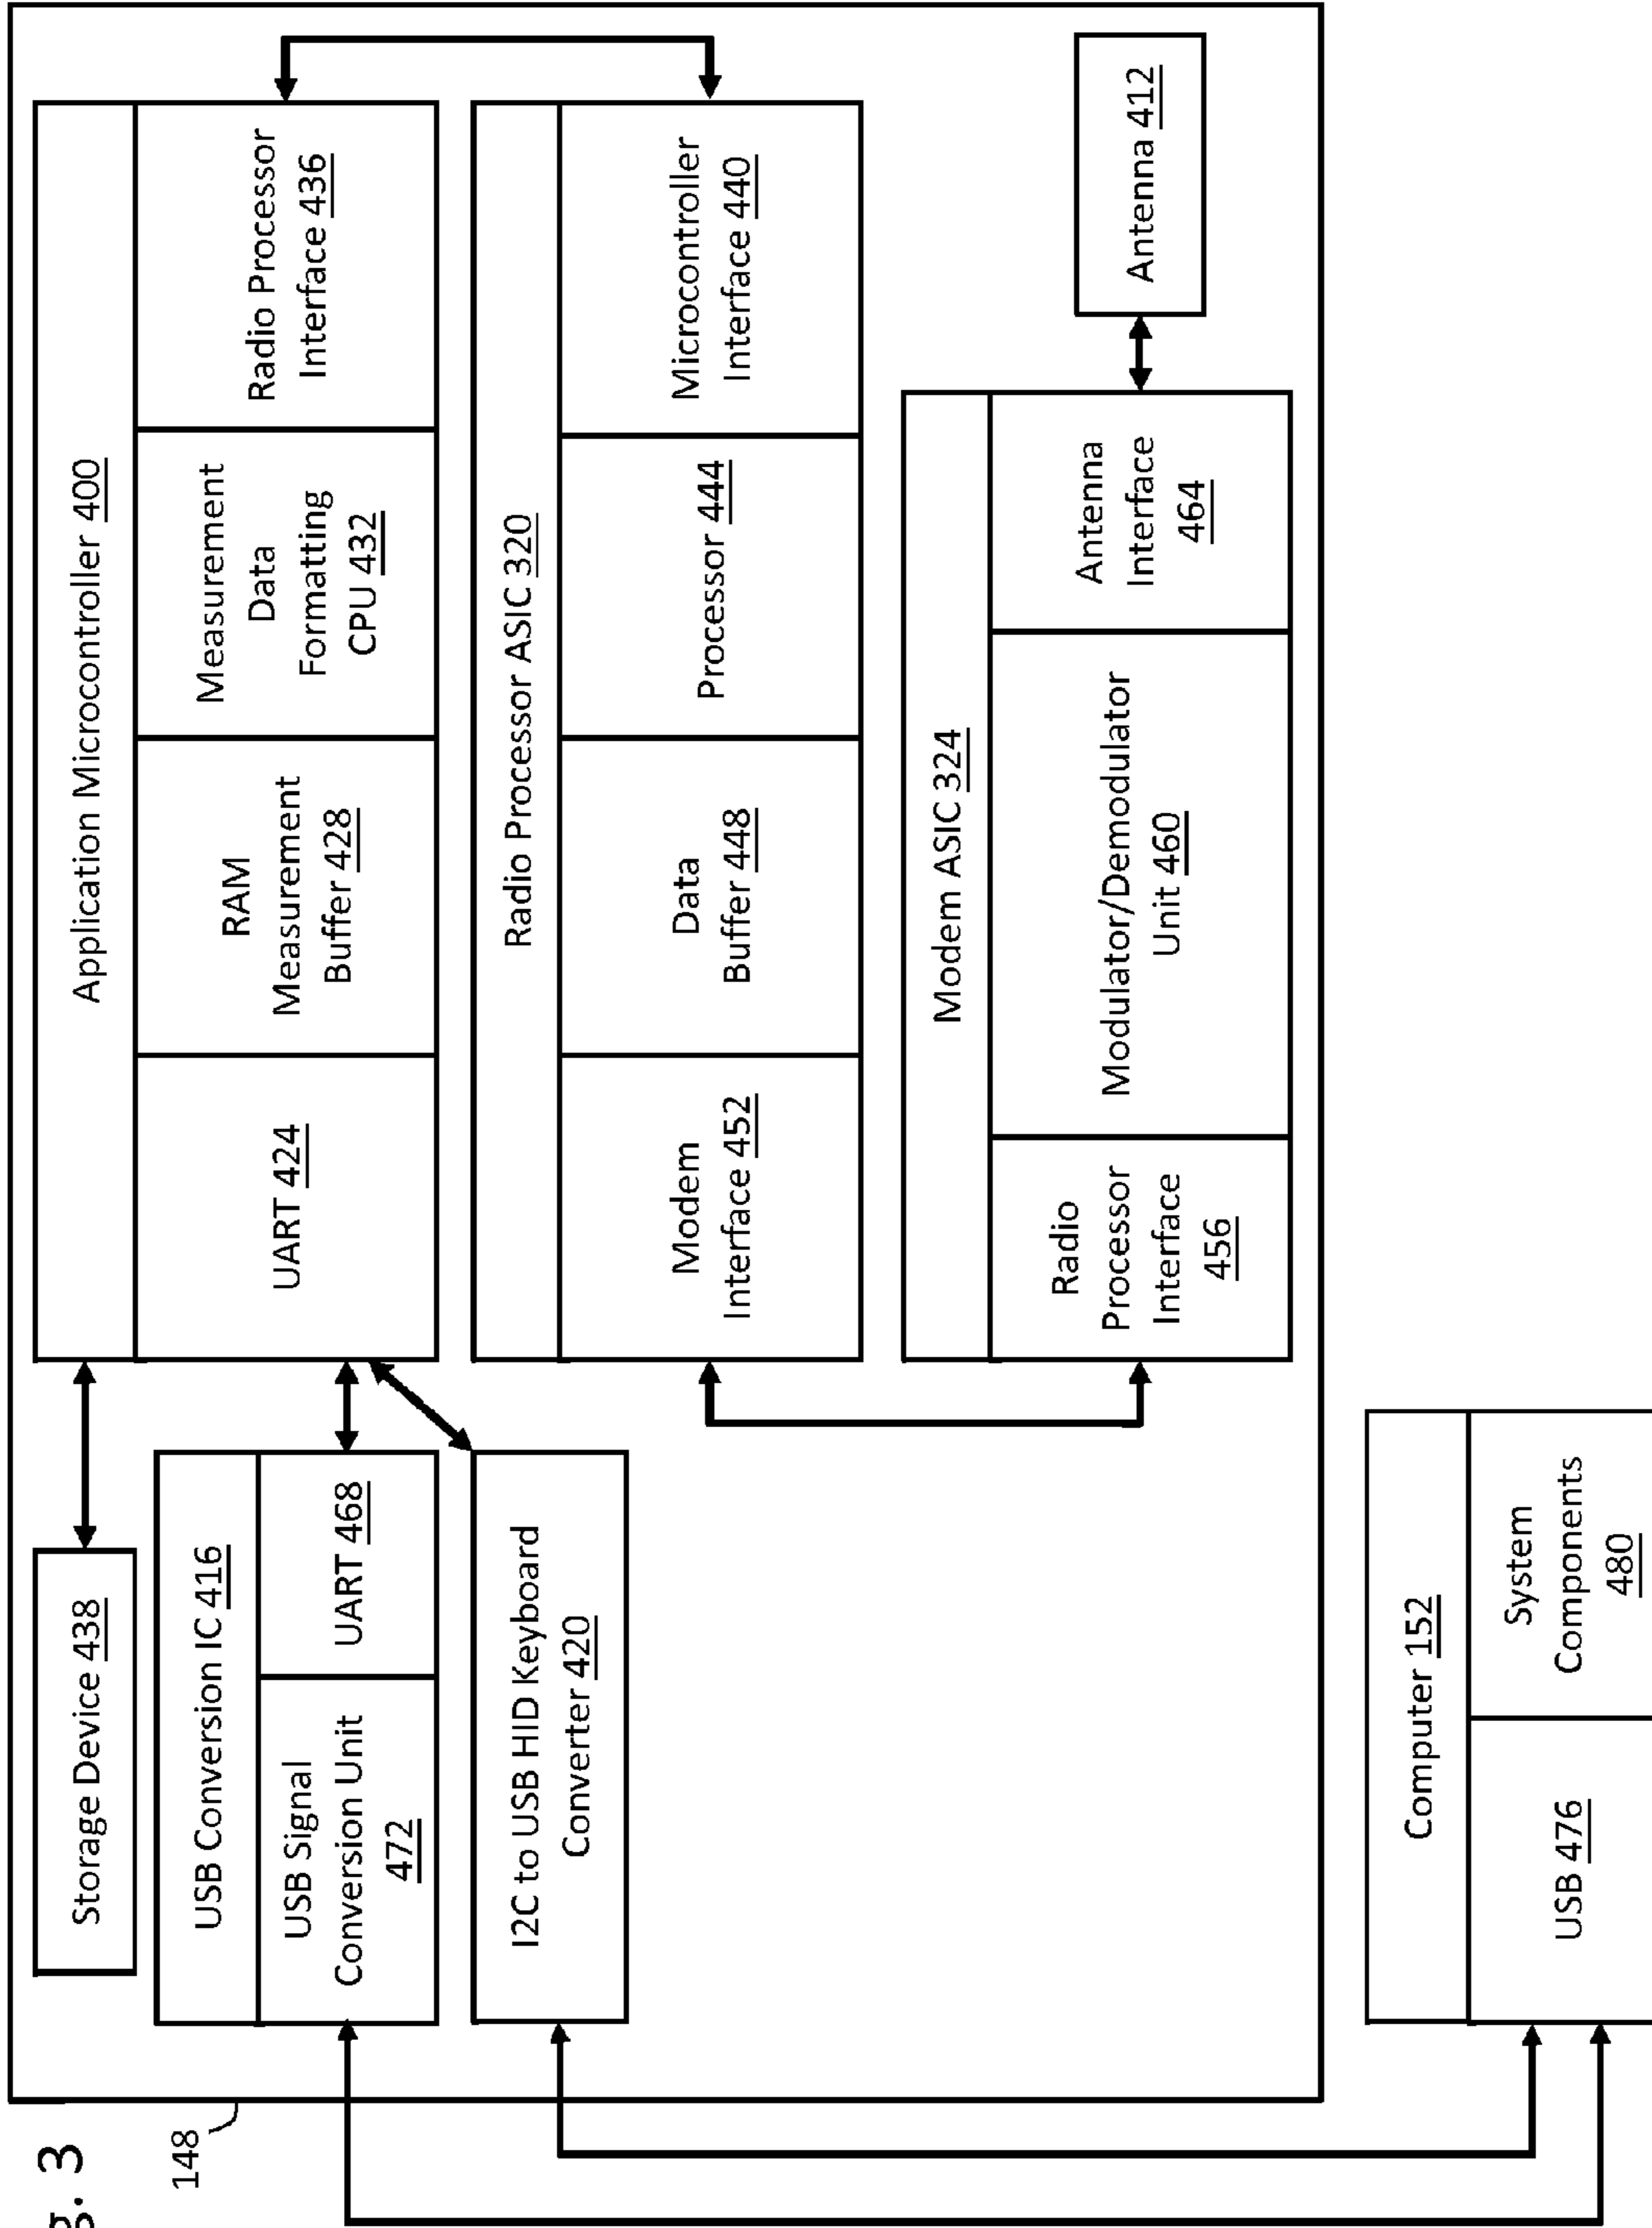 g. 3
148
Storage Device 438
USB Conversion IC 416
USB Signal
Conversion Unit
472
UART 468
I2C to USB HID Keyboard
Converter 420
Application Microcontroller 400
UART 424
RAM
Measurement
Buffer 428
Measurement
Data
Formatting
CPU 432
Radio Processor
Interface 436
Radio Processor ASIC 320
Modem
Interface 452
Data
Buffer 448
Processor 444
Microcontroller
Interface 440
Modem ASIC 324
Radio
Processor
Interface
456
Modulator/Demodulator
Unit 460
Antenna
Interface
464
Antenna 412
Computer 152
USB 476
System
Components
480